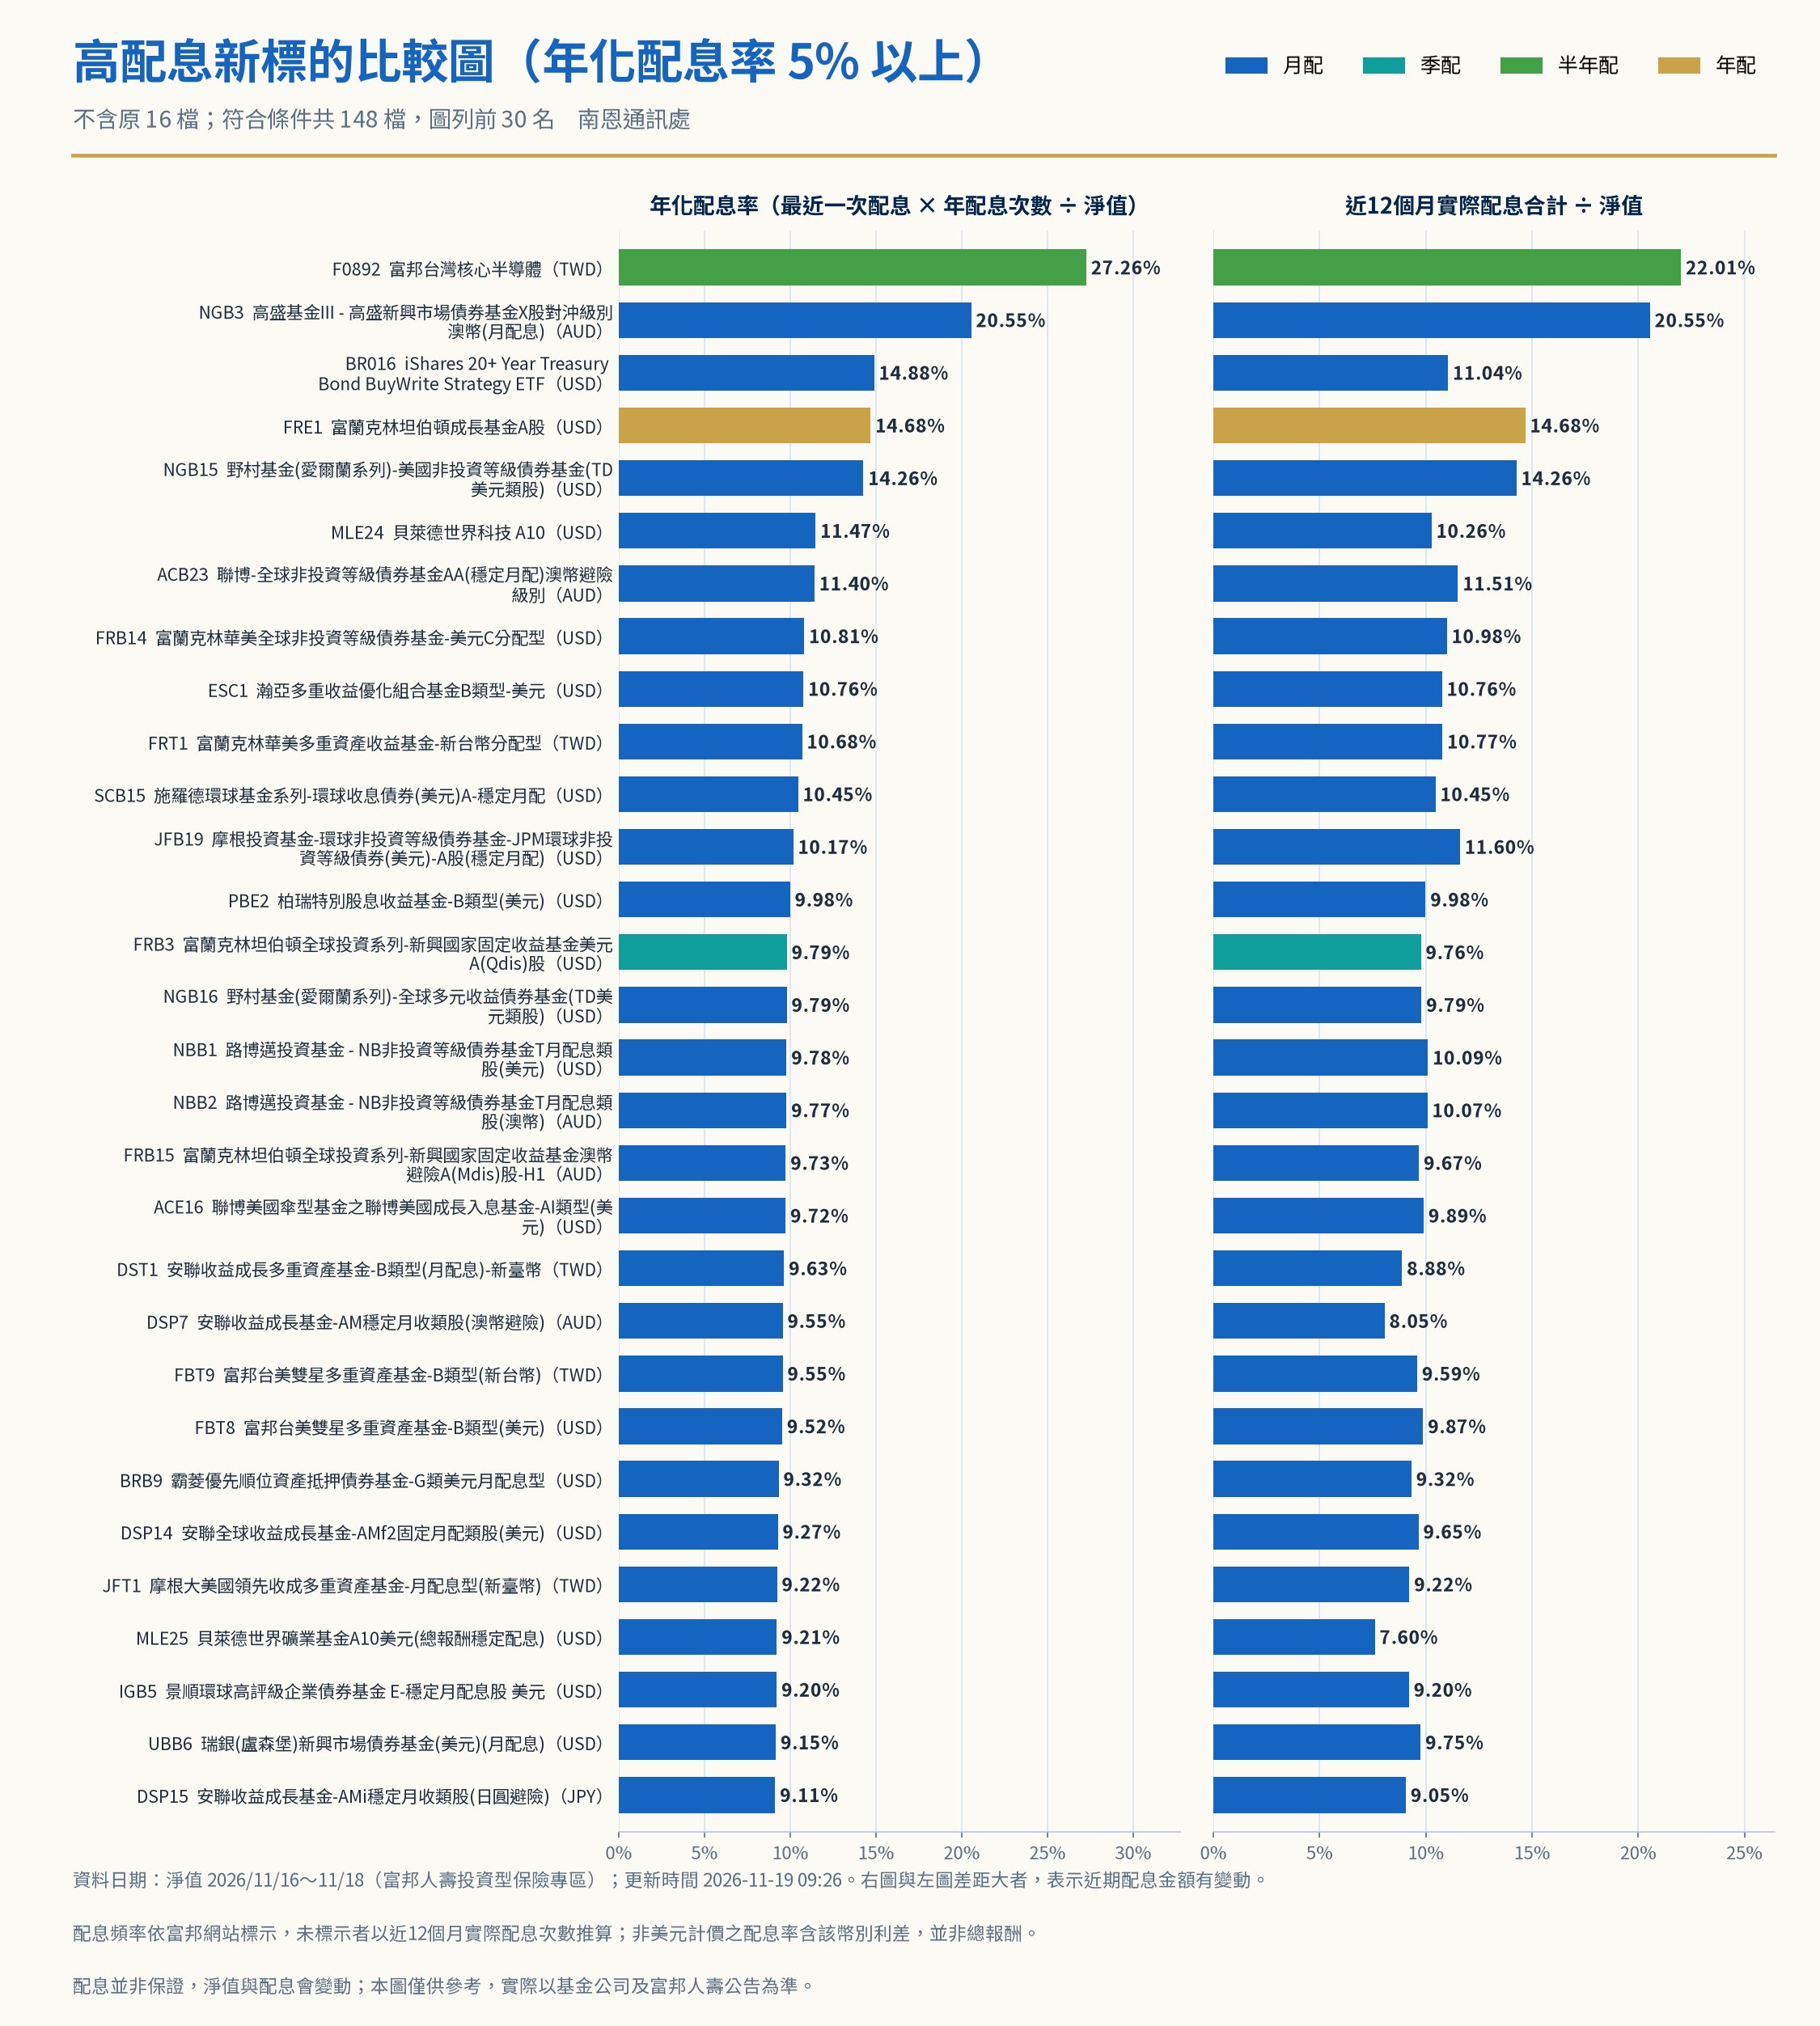 高配息新標的比較圖（年化配息率 5% 以上）
月配
季配
半年配
年配
不含原 16 檔；符合條件共 148 檔，圖列前 30 名　南恩通訊處
年化配息率（最近一次配息 × 年配息次數 ÷ 淨值）
近12個月實際配息合計 ÷ 淨值
F0892 富邦台灣核心半導體（TWD）
27.26%
22.01%
NGB3 高盛基金III - 高盛新興市場債券基金X股對沖級別
澳幣(月配息)（AUD）
20.55%
20.55%
BR016 iShares 20+ Year Treasury
Bond BuyWrite Strategy ETF（USD）
14.88%
11.04%
FRE1 富蘭克林坦伯頓成長基金A股（USD）
14.68%
14.68%
NGB15 野村基金(愛爾蘭系列)-美國非投資等級債券基金(TD
美元類股)（USD）
14.26%
14.26%
MLE24 貝萊德世界科技 A10（USD）
11.47%
10.26%
ACB23 聯博-全球非投資等級債券基金AA(穩定月配)澳幣避險
級別（AUD）
11.40%
11.51%
FRB14 富蘭克林華美全球非投資等級債券基金-美元C分配型（USD）
10.81%
10.98%
ESC1 瀚亞多重收益優化組合基金B類型-美元（USD）
10.76%
10.76%
FRT1 富蘭克林華美多重資產收益基金-新台幣分配型（TWD）
10.68%
10.77%
SCB15 施羅德環球基金系列-環球收息債券(美元)A-穩定月配（USD）
10.45%
10.45%
JFB19 摩根投資基金-環球非投資等級債券基金-JPM環球非投
資等級債券(美元)-A股(穩定月配)（USD）
10.17%
11.60%
PBE2 柏瑞特別股息收益基金-B類型(美元)（USD）
9.98%
9.98%
FRB3 富蘭克林坦伯頓全球投資系列-新興國家固定收益基金美元
A(Qdis)股（USD）
9.79%
9.76%
NGB16 野村基金(愛爾蘭系列)-全球多元收益債券基金(TD美
元類股)（USD）
9.79%
9.79%
NBB1 路博邁投資基金 - NB非投資等級債券基金T月配息類
股(美元)（USD）
9.78%
10.09%
NBB2 路博邁投資基金 - NB非投資等級債券基金T月配息類
股(澳幣)（AUD）
9.77%
10.07%
FRB15 富蘭克林坦伯頓全球投資系列-新興國家固定收益基金澳幣
避險A(Mdis)股-H1（AUD）
9.73%
9.67%
ACE16 聯博美國傘型基金之聯博美國成長入息基金-AI類型(美
元)（USD）
9.72%
9.89%
DST1 安聯收益成長多重資產基金-B類型(月配息)-新臺幣（TWD）
9.63%
8.88%
DSP7 安聯收益成長基金-AM穩定月收類股(澳幣避險)（AUD）
9.55%
8.05%
FBT9 富邦台美雙星多重資產基金-B類型(新台幣)（TWD）
9.55%
9.59%
FBT8 富邦台美雙星多重資產基金-B類型(美元)（USD）
9.52%
9.87%
BRB9 霸菱優先順位資產抵押債券基金-G類美元月配息型（USD）
9.32%
9.32%
DSP14 安聯全球收益成長基金-AMf2固定月配類股(美元)（USD）
9.27%
9.65%
JFT1 摩根大美國領先收成多重資產基金-月配息型(新臺幣)（TWD）
9.22%
9.22%
MLE25 貝萊德世界礦業基金A10美元(總報酬穩定配息)（USD）
9.21%
7.60%
IGB5 景順環球高評級企業債券基金 E-穩定月配息股 美元（USD）
9.20%
9.20%
UBB6 瑞銀(盧森堡)新興市場債券基金(美元)(月配息)（USD）
9.15%
9.75%
DSP15 安聯收益成長基金-AMi穩定月收類股(日圓避險)（JPY）
9.11%
9.05%
0% 5% 10% 15% 20% 25% 30%
0% 5% 10% 15% 20% 25%
資料日期：淨值 2026/11/16～11/18（富邦人壽投資型保險專區）；更新時間 2026-11-19 09:26。右圖與左圖差距大者，表示近期配息金額有變動。
配息頻率依富邦網站標示，未標示者以近12個月實際配息次數推算；非美元計價之配息率含該幣別利差，並非總報酬。
配息並非保證，淨值與配息會變動；本圖僅供參考，實際以基金公司及富邦人壽公告為準。